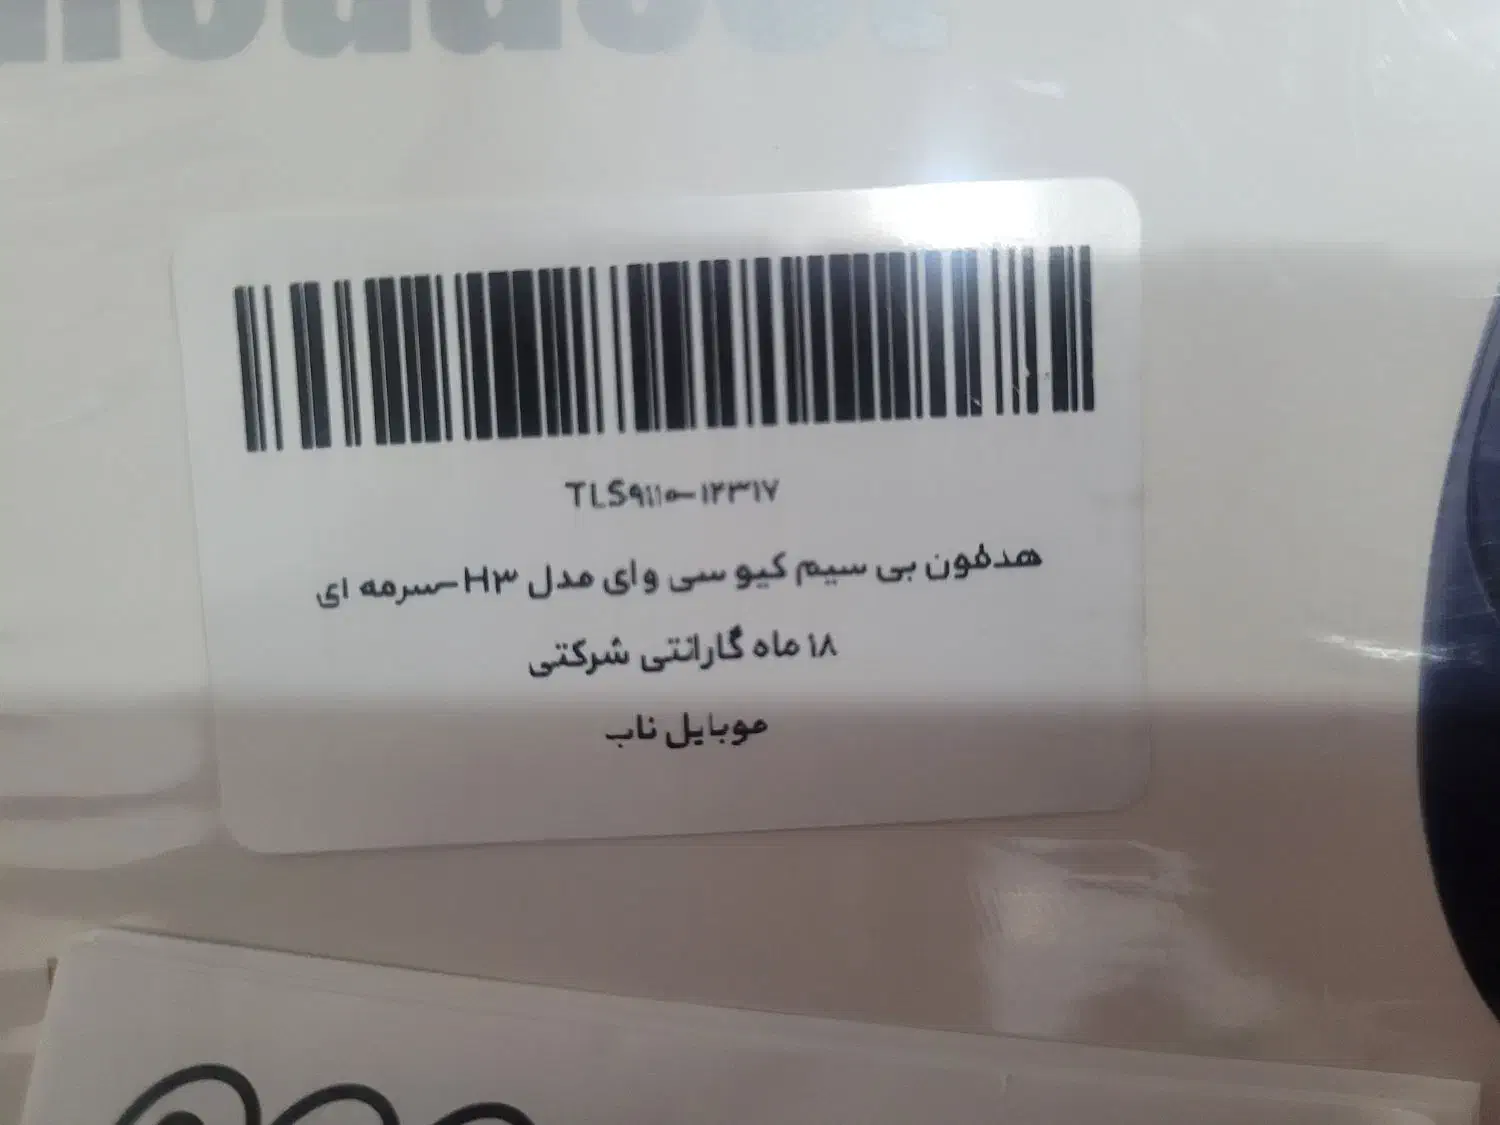 TLS۹۱۱۰-۱۲۳۱۷
هدفون بی سیم کیو سی وای مدل H۳-سرمه ای
۱۸ ماه گارانتی شرکتی
موبایل ناب